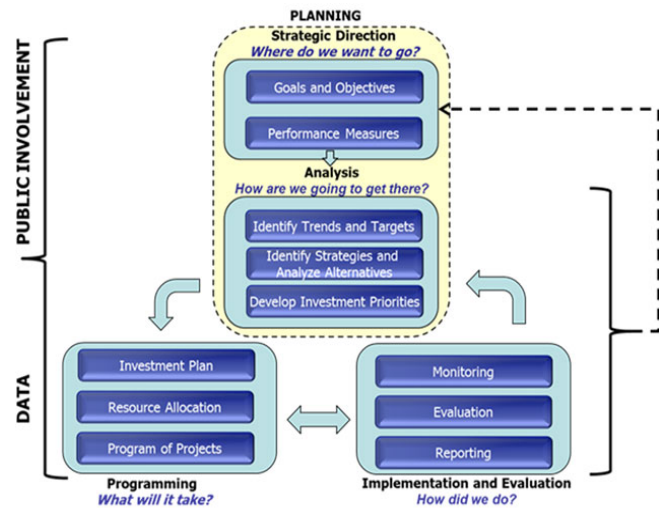 PLANNING
Strategic Direction
Where do we want to go?
Goals and Objectives
Performance Measures
Analysis
How are we going to get there?
Identify Trends and Targets
Identify Strategies and
Analyze Alternatives
Develop Investment Priorities
PUBLIC INVOLVEMENT
DATA
Investment Plan
Resource Allocation
Program of Projects
Programming
What will it take?
Monitoring
Evaluation
Reporting
Implementation and Evaluation
How did we do?